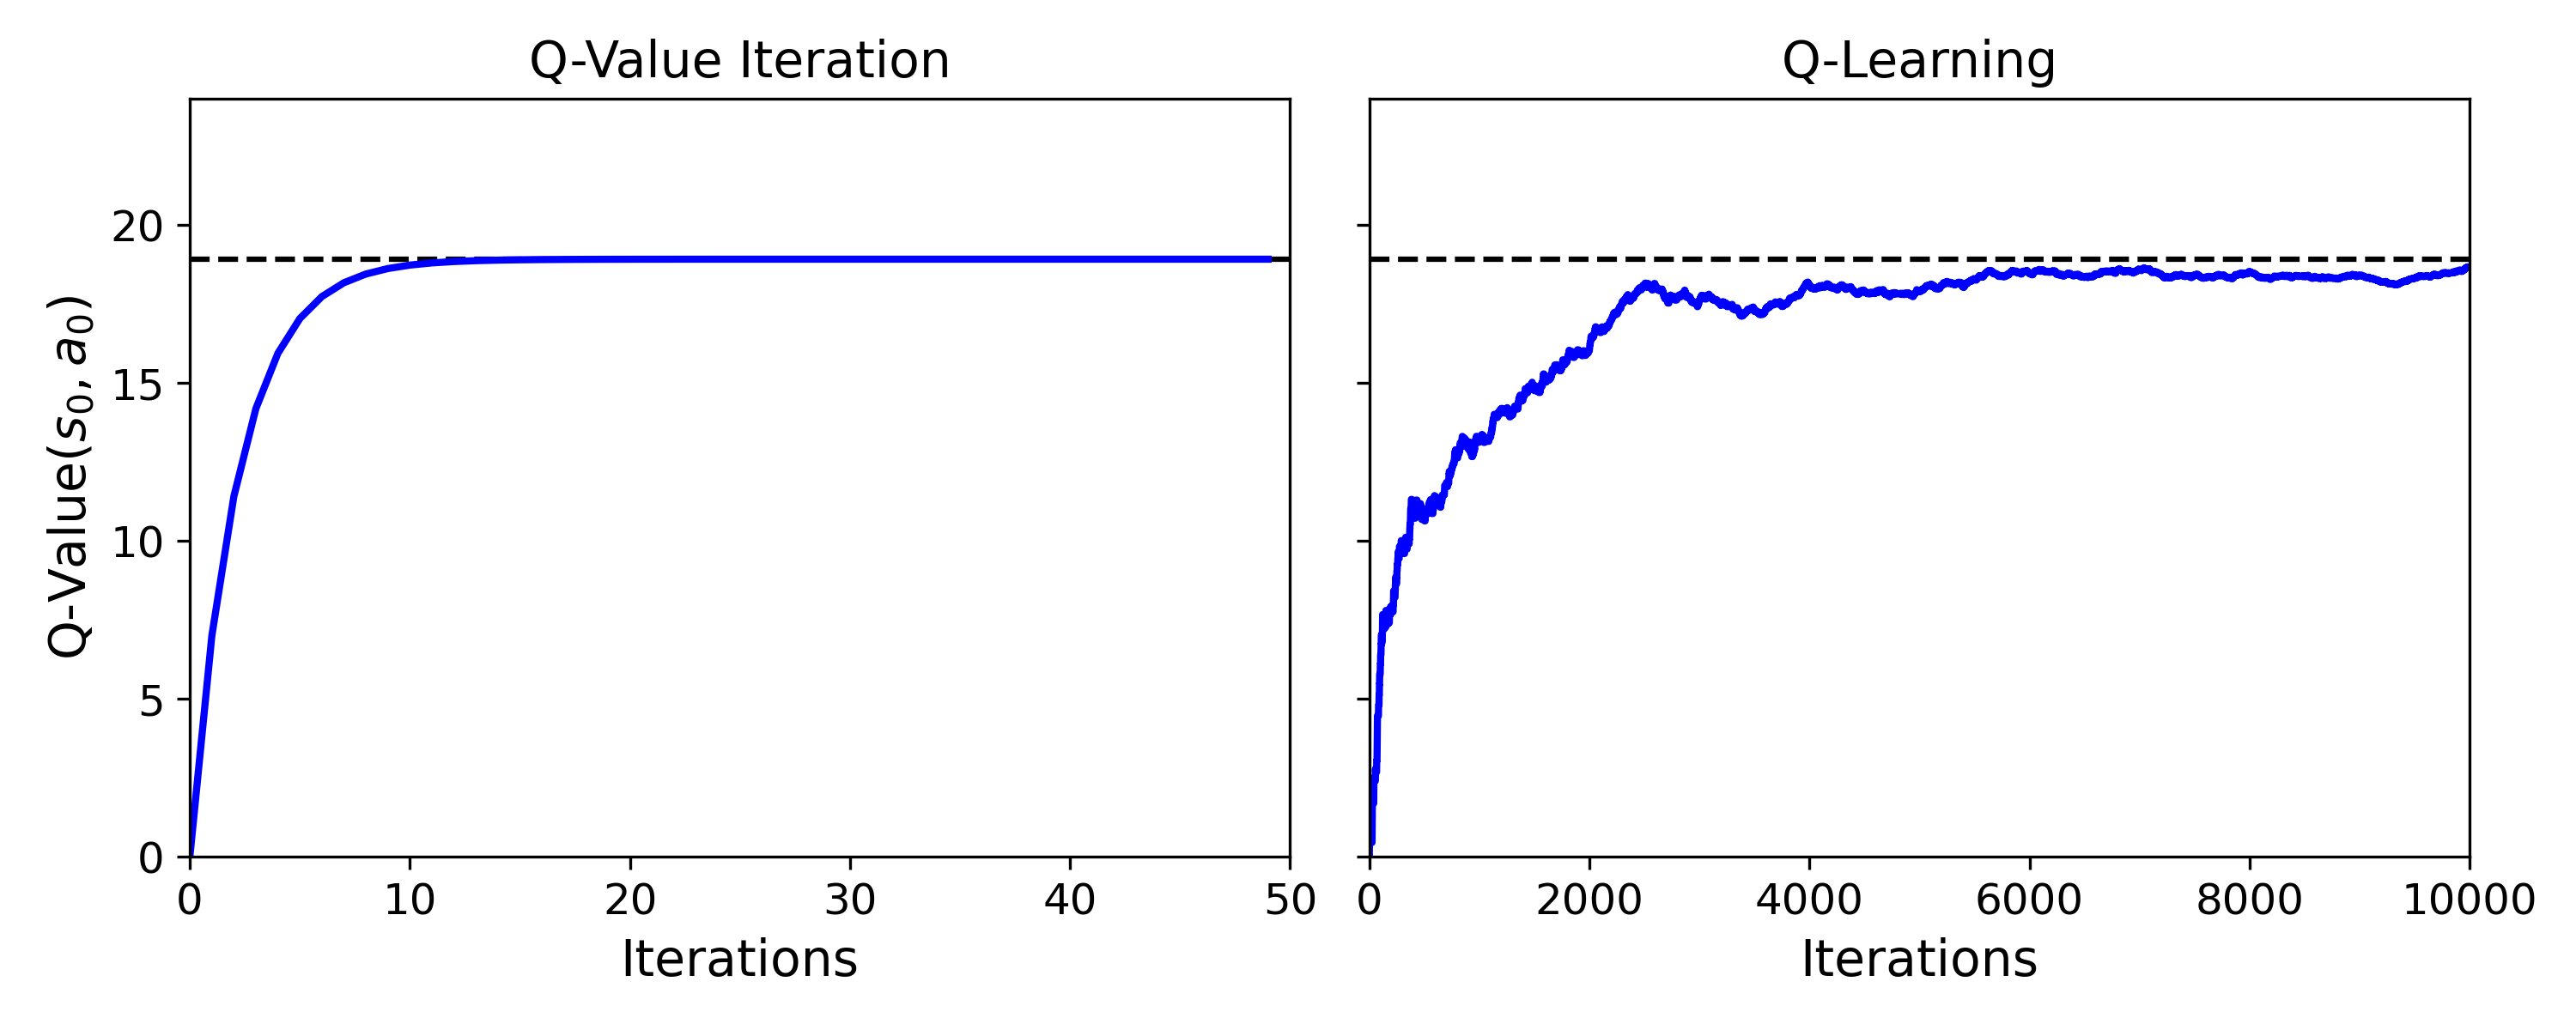 Q-Value Iteration
Q-Learning
Q-Value(s₀, a₀)
20
15
10
5
0
0 10 20 30 40 50
0 2000 4000 6000 8000 10000
Iterations
Iterations